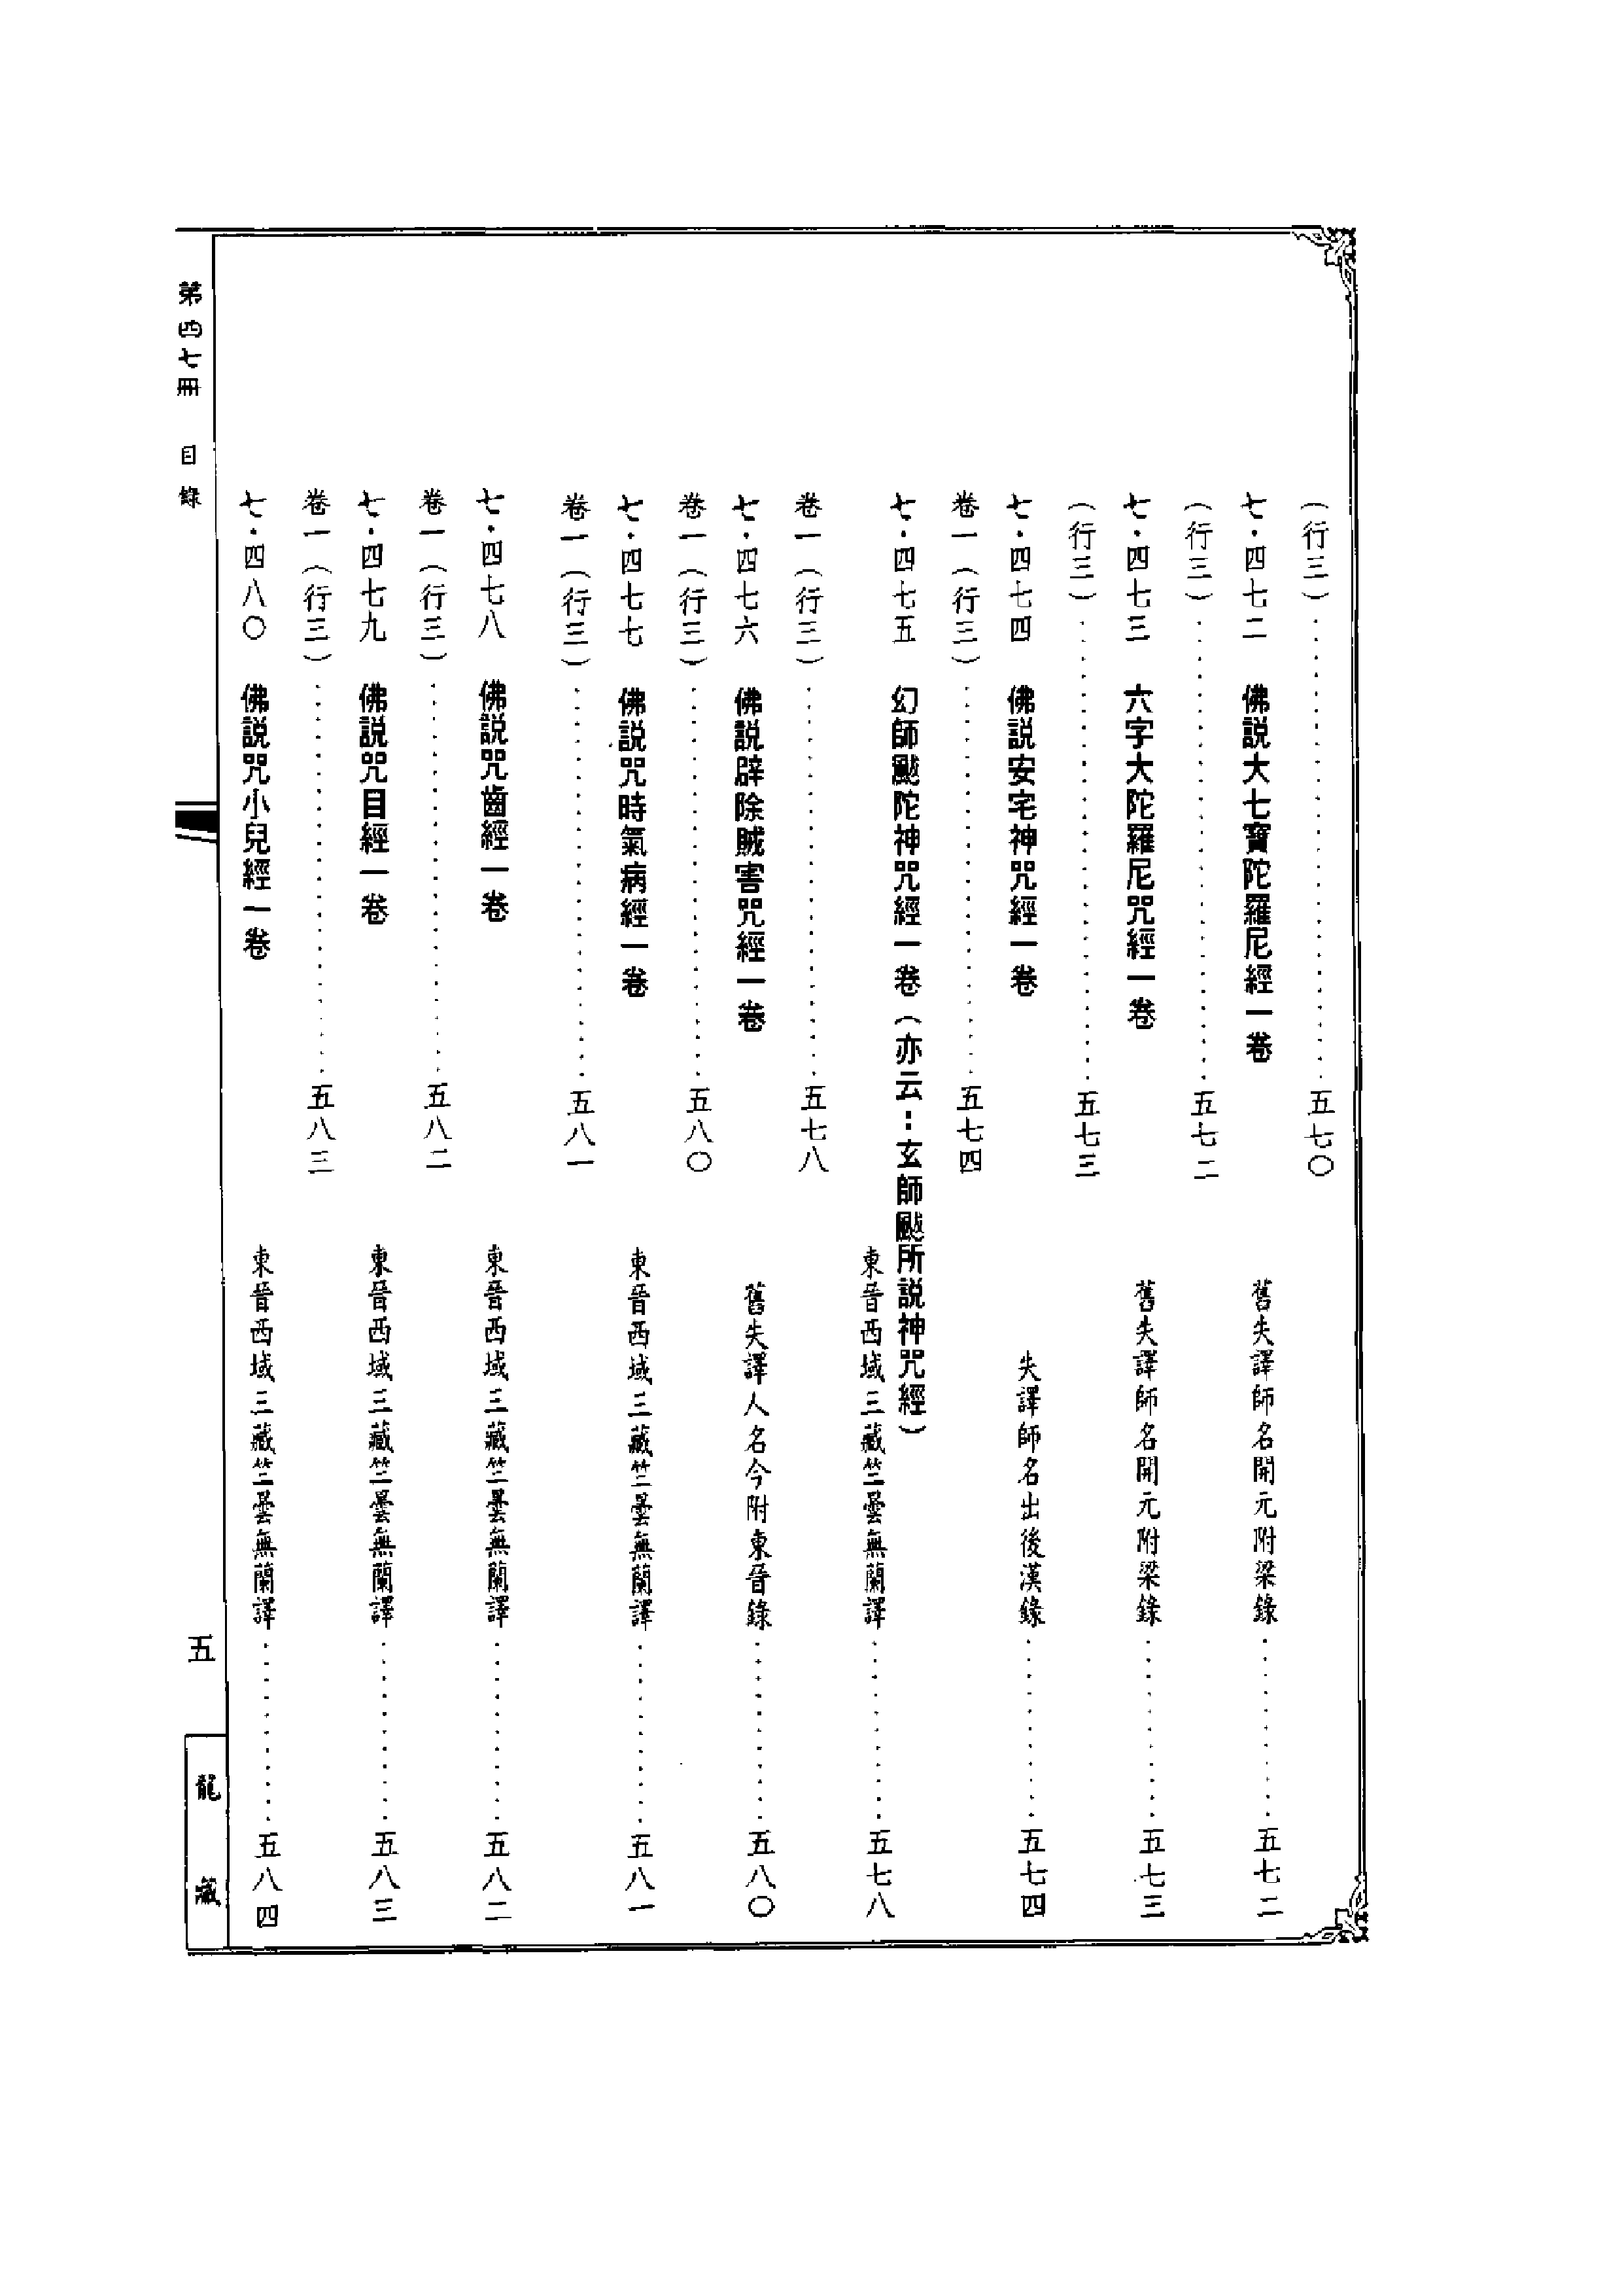 (行三)⋯⋯⋯⋯五七〇
七·四七二　佛説大七寶陀羅尼經一卷　舊失譯師名開元附梁錄⋯⋯⋯⋯五七二
(行三)⋯⋯⋯⋯五七二
七·四七三　六字大陀羅尼咒經一卷　舊失譯師名開元附梁錄⋯⋯⋯⋯五七三
(行三)⋯⋯⋯⋯五七三
七·四七四　佛説安宅神咒經一卷　失譯師名出後漢錄⋯⋯⋯⋯五七四
卷一(行三)⋯⋯⋯⋯五七四
七·四七五　幻師颰陀神咒經一卷(亦云:玄師颰所説神咒經)
東晉西域三藏竺曇無蘭譯⋯⋯⋯⋯五七八
卷一(行三)⋯⋯⋯⋯五七八
七·四七六　佛説辟除賊害咒經一卷　舊失譯人名今附東晉錄⋯⋯⋯⋯五八〇
卷一(行三)⋯⋯⋯⋯五八〇
七·四七七　佛説咒時氣病經一卷　東晉西域三藏竺曇無蘭譯⋯⋯⋯⋯五八一
卷一(行三)⋯⋯⋯⋯五八一
七·四七八　佛説咒齒經一卷　東晉西域三藏竺曇無蘭譯⋯⋯⋯⋯五八二
卷一(行三)⋯⋯⋯⋯五八二
七·四七九　佛説咒目經一卷　東晉西域三藏竺曇無蘭譯⋯⋯⋯⋯五八三
卷一(行三)⋯⋯⋯⋯五八三
七·四八〇　佛説咒小兒經一卷　東晉西域三藏竺曇無蘭譯⋯⋯⋯⋯五八四
第四七冊　目錄　五　龍藏